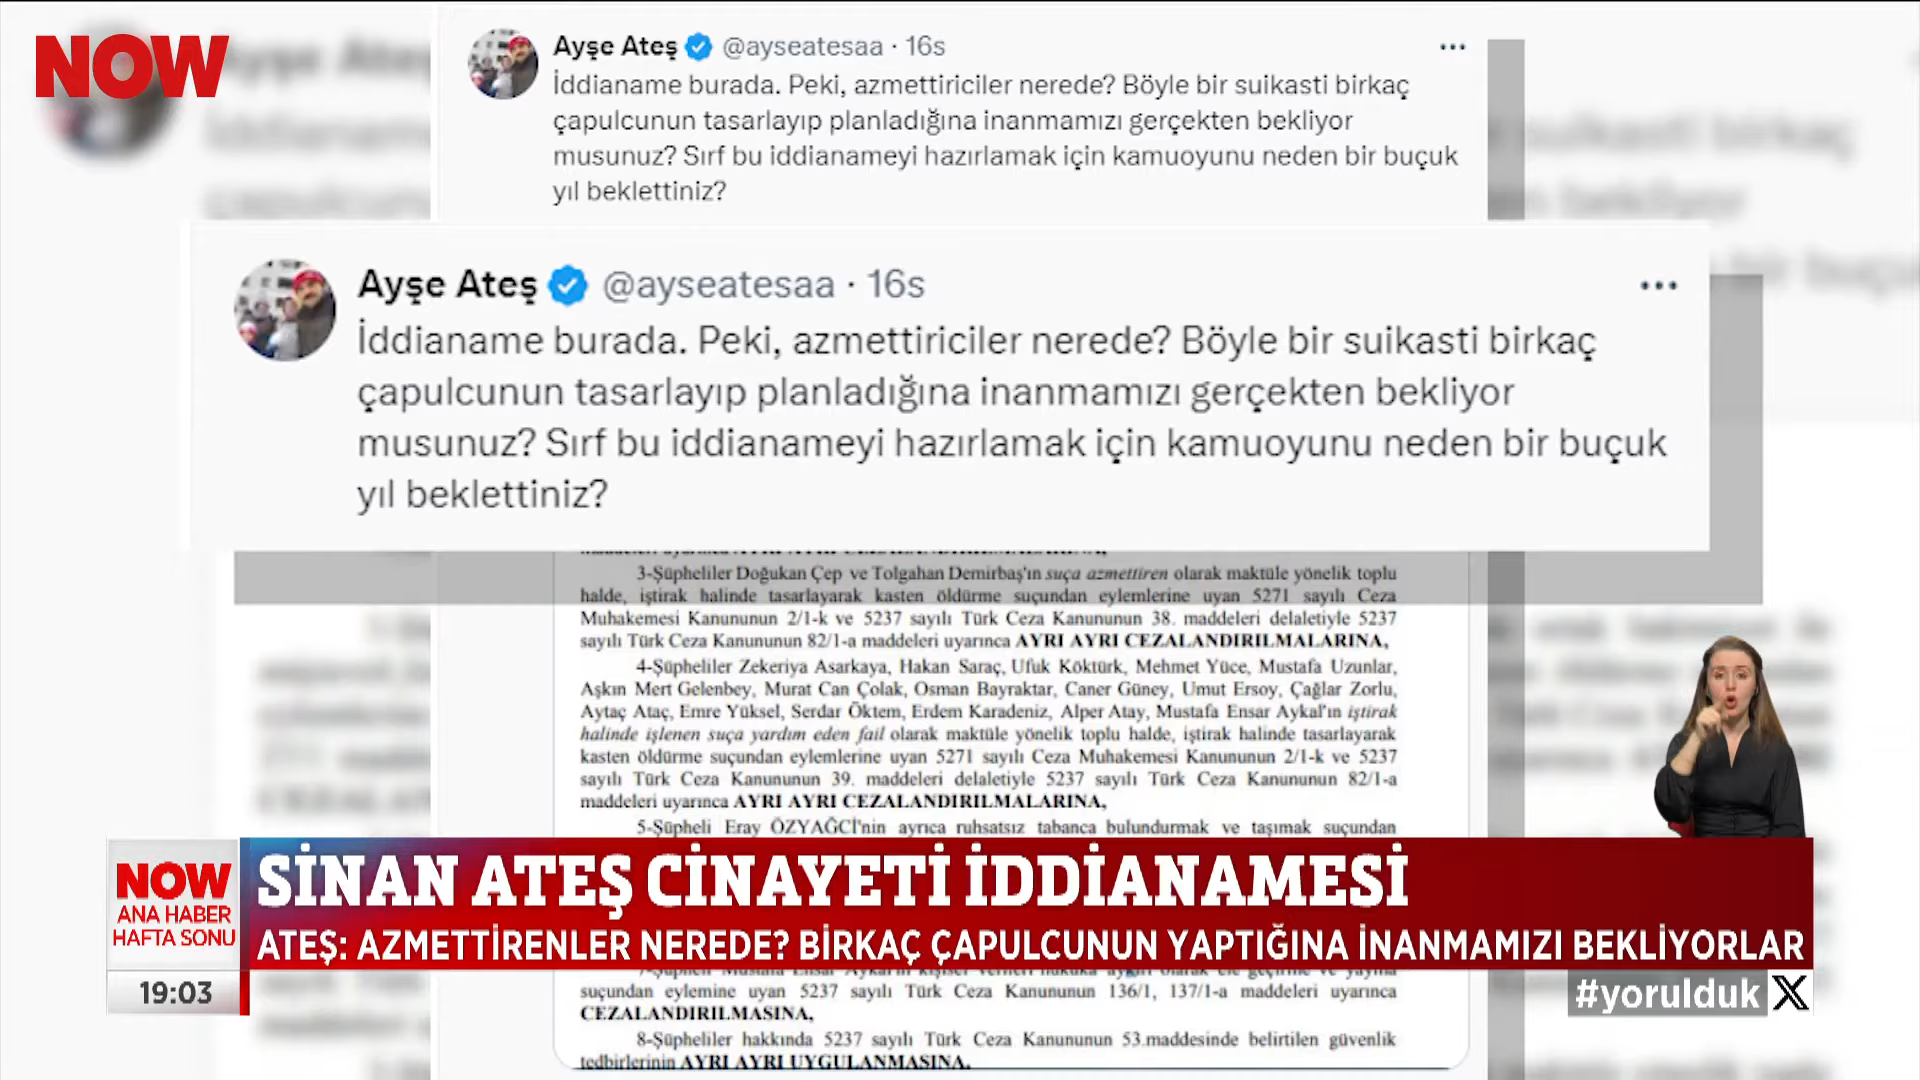 NOW
Ayşe Ateş @ayseatesaa · 16s
İddianame burada. Peki, azmettiriciler nerede? Böyle bir suikasti birkaç
çapulcunun tasarlayıp planladığına inanmamızı gerçekten bekliyor
musunuz? Sırf bu iddianameyi hazırlamak için kamuoyunu neden bir buçuk
yıl beklettiniz?
Ayşe Ateş @ayseatesaa · 16s
İddianame burada. Peki, azmettiriciler nerede? Böyle bir suikasti birkaç
çapulcunun tasarlayıp planladığına inanmamızı gerçekten bekliyor
musunuz? Sırf bu iddianameyi hazırlamak için kamuoyunu neden bir buçuk
yıl beklettiniz?
3-Şüpheliler Doğukan Çep ve Tolgahan Demirbaş'ın suça azmettiren olarak maktüle yönelik toplu
halde, iştirak halinde tasarlayarak kasten öldürme suçundan eylemlerine uyan 5271 sayılı Ceza
Muhakemesi Kanununun 2/1-k ve 5237 sayılı Türk Ceza Kanununun 38. maddeleri delaletiyle 5237
sayılı Türk Ceza Kanununun 82/1-a maddeleri uyarınca AYRI AYRI CEZALANDIRILMALARINA,
4-Şüpheliler Zekeriya Asarkaya, Hakan Saraç, Ufuk Köktürk, Mehmet Yüce, Mustafa Uzunlar,
Aşkın Mert Gelenbey, Murat Can Çolak, Osman Bayraktar, Caner Güney, Umut Ersoy, Çağlar Zorlu,
Aytaç Ataç, Emre Yüksel, Serdar Öktem, Erdem Karadeniz, Alper Atay, Mustafa Ensar Aykal'ın iştirak
halinde işlenen suça yardım eden fail olarak maktüle yönelik toplu halde, iştirak halinde tasarlayarak
kasten öldürme suçundan eylemlerine uyan 5271 sayılı Ceza Muhakemesi Kanununun 2/1-k ve 5237
sayılı Türk Ceza Kanununun 39. maddeleri delaletiyle 5237 sayılı Türk Ceza Kanununun 82/1-a
maddeleri uyarınca AYRI AYRI CEZALANDIRILMALARINA,
5-Şüpheli Eray ÖZYAĞCİ'nin ayrıca ruhsatsız tabanca bulundurmak ve taşımak suçundan
NOW
ANA HABER
HAFTA SONU
19:03
SİNAN ATEŞ CİNAYETİ İDDİANAMESİ
ATEŞ: AZMETTİRENLER NEREDE? BİRKAÇ ÇAPULCUNUN YAPTIĞINA İNANMAMIZI BEKLİYORLAR
#yorulduk X
suçundan eylemine uyan 5237 sayılı Türk Ceza Kanununun 136/1, 137/1-a maddeleri uyarınca
CEZALANDIRILMASINA,
8-Şüpheliler hakkında 5237 sayılı Türk Ceza Kanununun 53.maddesinde belirtilen güvenlik
tedbirlerinin AYRI AYRI UYGULANMASINA,